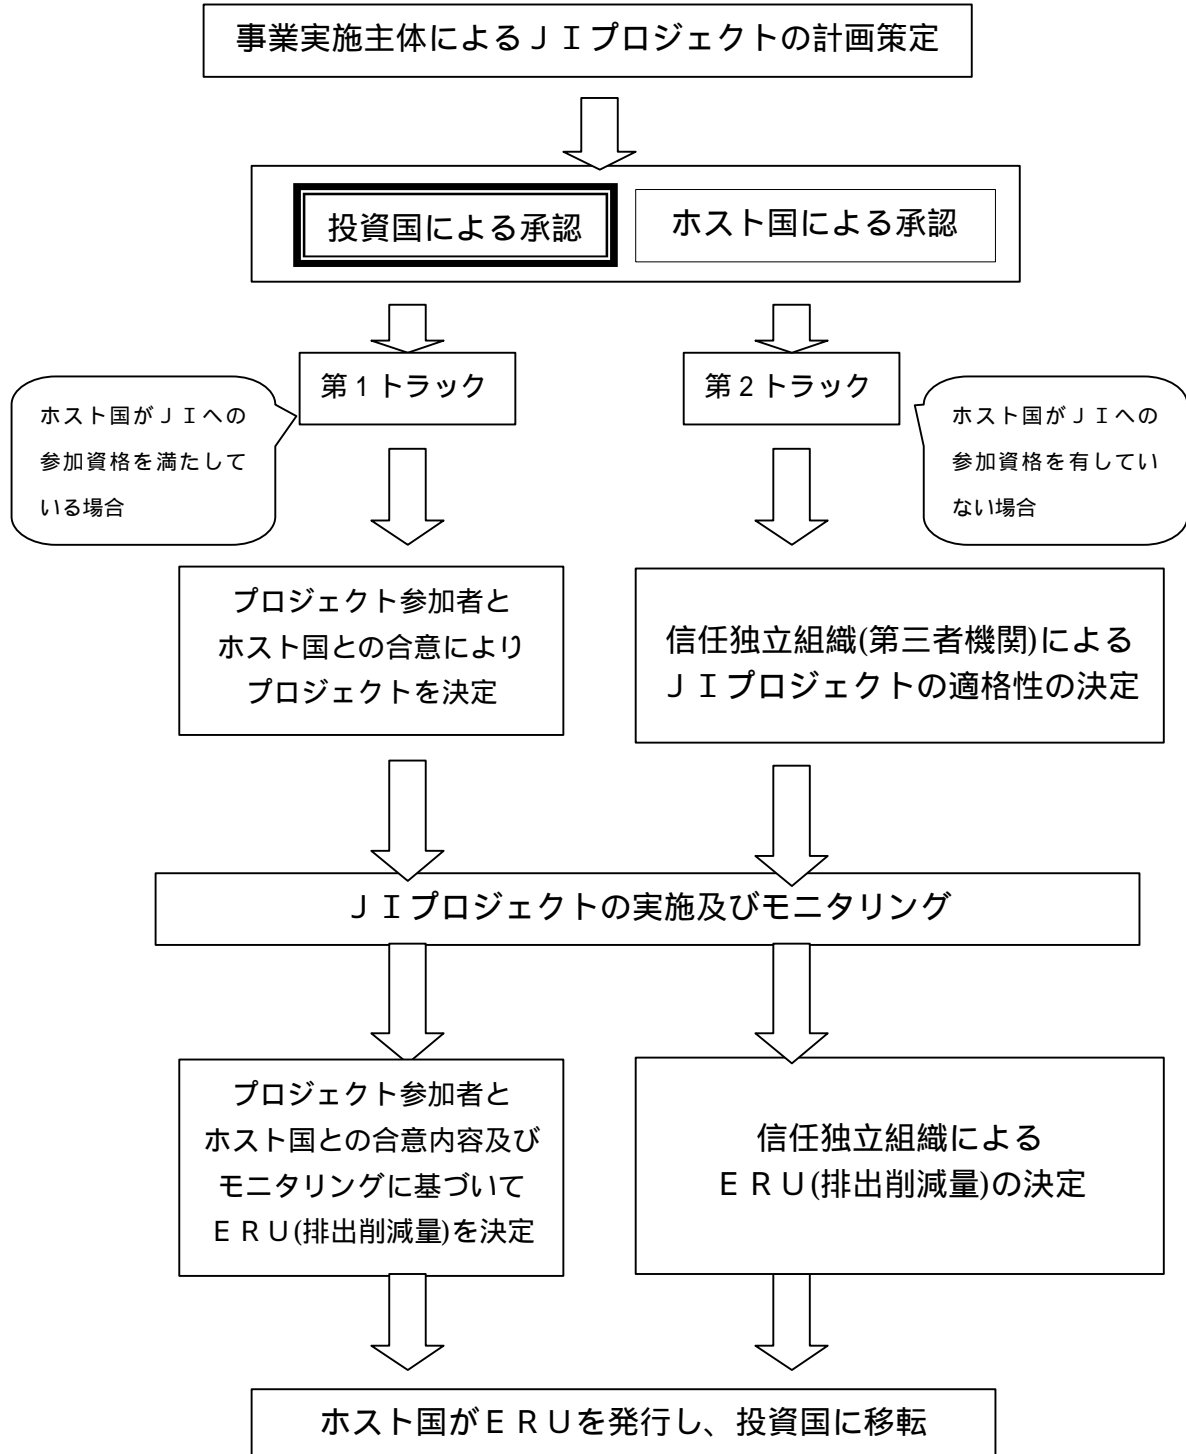 事業実施主体によるＪＩプロジェクトの計画策定
投資国による承認
ホスト国による承認
第1トラック
第2トラック
ホスト国がＪＩへの
参加資格を満たして
いる場合
ホスト国がＪＩへの
参加資格を有してい
ない場合
プロジェクト参加者と
ホスト国との合意により
プロジェクトを決定
信任独立組織(第三者機関)による
ＪＩプロジェクトの適格性の決定
ＪＩプロジェクトの実施及びモニタリング
プロジェクト参加者と
ホスト国との合意内容及び
モニタリングに基づいて
ＥＲＵ(排出削減量)を決定
信任独立組織による
ＥＲＵ(排出削減量)の決定
ホスト国がＥＲＵを発行し、投資国に移転